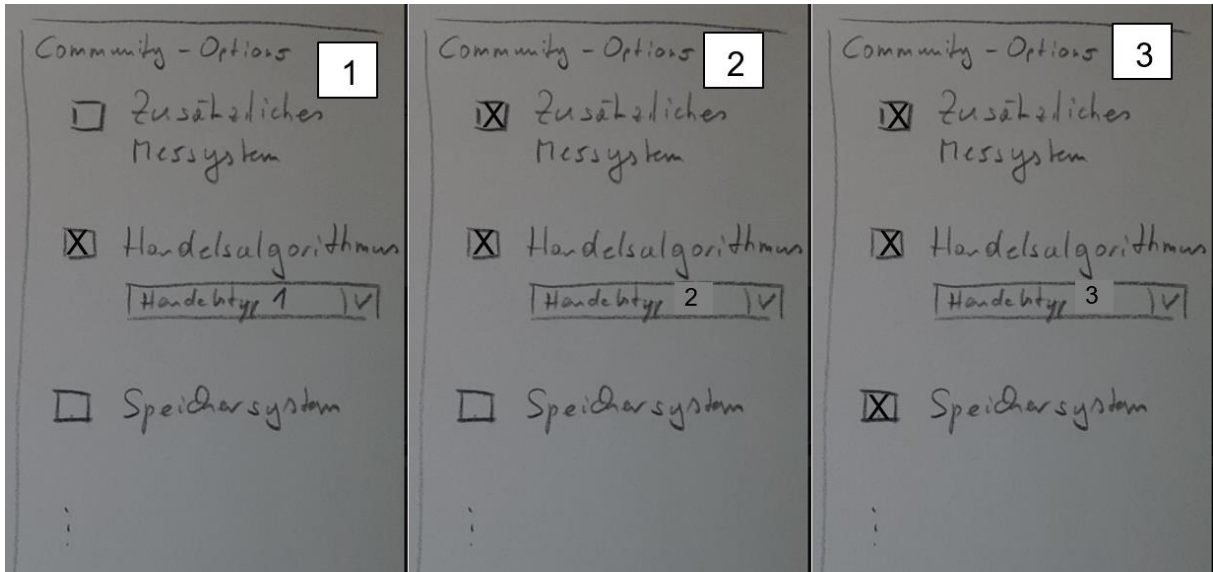 1
Community - Options
Zusätzliches
Messystem
X Handelsalgorithmus
Handelstyp 1
Speichersystem
2
Community - Options
X Zusätzliches
Messystem
X Handelsalgorithmus
Handelstyp 2
Speichersystem
3
Community - Options
X Zusätzliches
Messystem
X Handelsalgorithmus
Handelstyp 3
X Speichersystem